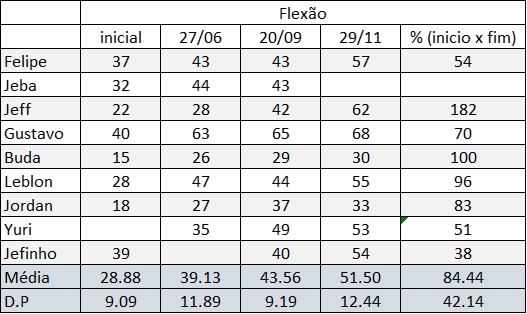 Flexão
inicial 27/06 20/09 29/11 % (inicio x fim)
Felipe 37 43 43 57 54
Jeba 32 44 43
Jeff 22 28 42 62 182
Gustavo 40 63 65 68 70
Buda 15 26 29 30 100
Leblon 28 47 44 55 96
Jordan 18 27 37 33 83
Yuri 35 49 53 51
Jefinho 39 40 54 38
Média 28.88 39.13 43.56 51.50 84.44
D.P 9.09 11.89 9.19 12.44 42.14